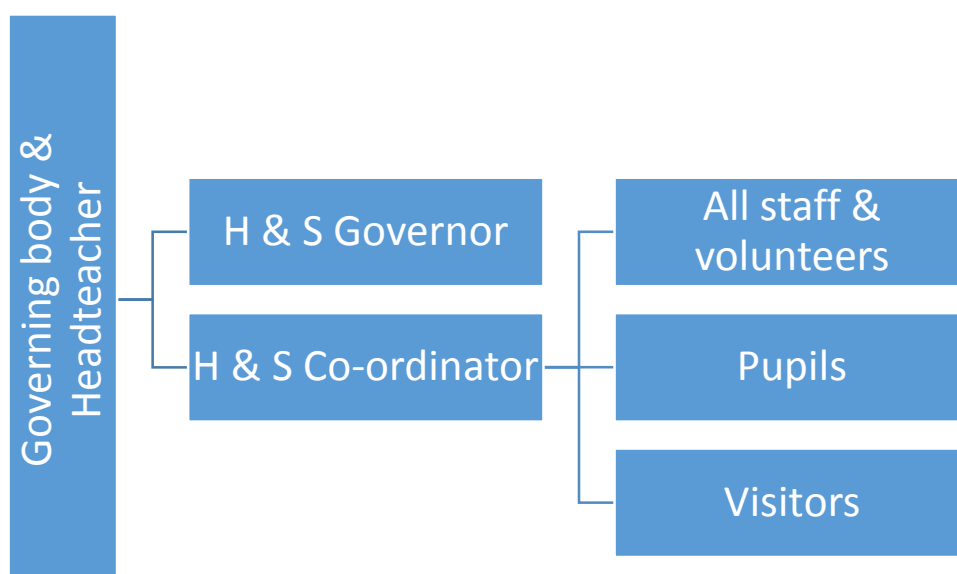 Governing body &
Headteacher
H & S Governor
H & S Co-ordinator
All staff &
volunteers
Pupils
Visitors